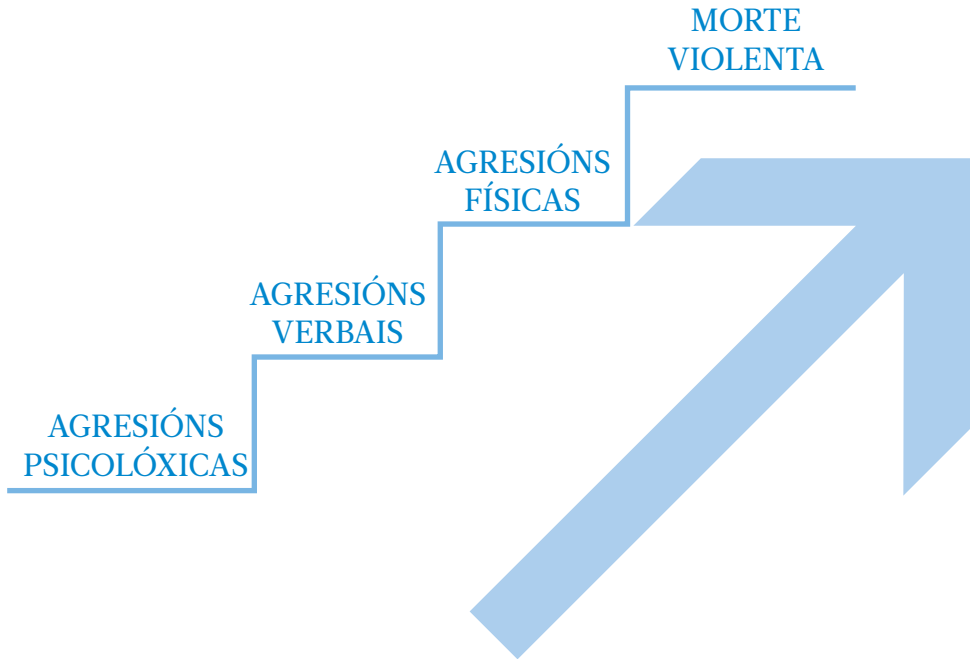 MORTE
VIOLENTA
AGRESIÓNS
FÍSICAS
AGRESIÓNS
VERBAIS
AGRESIÓNS
PSICOLÓXICAS